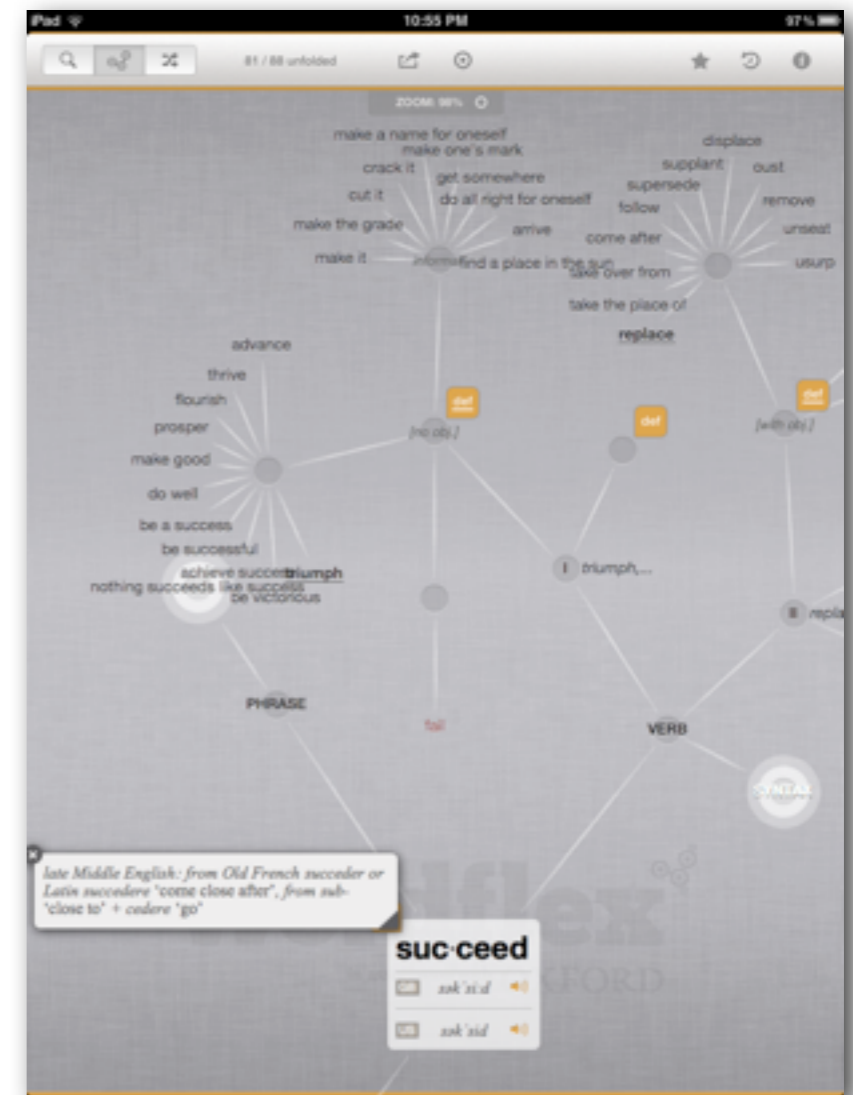 iPad
10:55 PM
97%
81 / 88 unfolded
ZOOM: 98%
make a name for oneself
make one's mark
crack it
get somewhere
cut it
do all right for oneself
make the grade
arrive
make it
find a place in the sun
displace
supplant
oust
supersede
remove
follow
unseat
come after
usurp
take over from
take the place of
replace
advance
thrive
flourish
prosper
make good
do well
be a success
be successful
achieve success
triumph
nothing succeeds like success
be victorious
def
[no obj.]
def
def
[with obj.]
I triumph,...
II repla
PHRASE
fail
VERB
SYNTAX
late Middle English: from Old French succeder or
Latin succedere 'come close after', from sub-
'close to' + cedere 'go'
OXFORD
suc·ceed
səkˈsiːd
səkˈsid